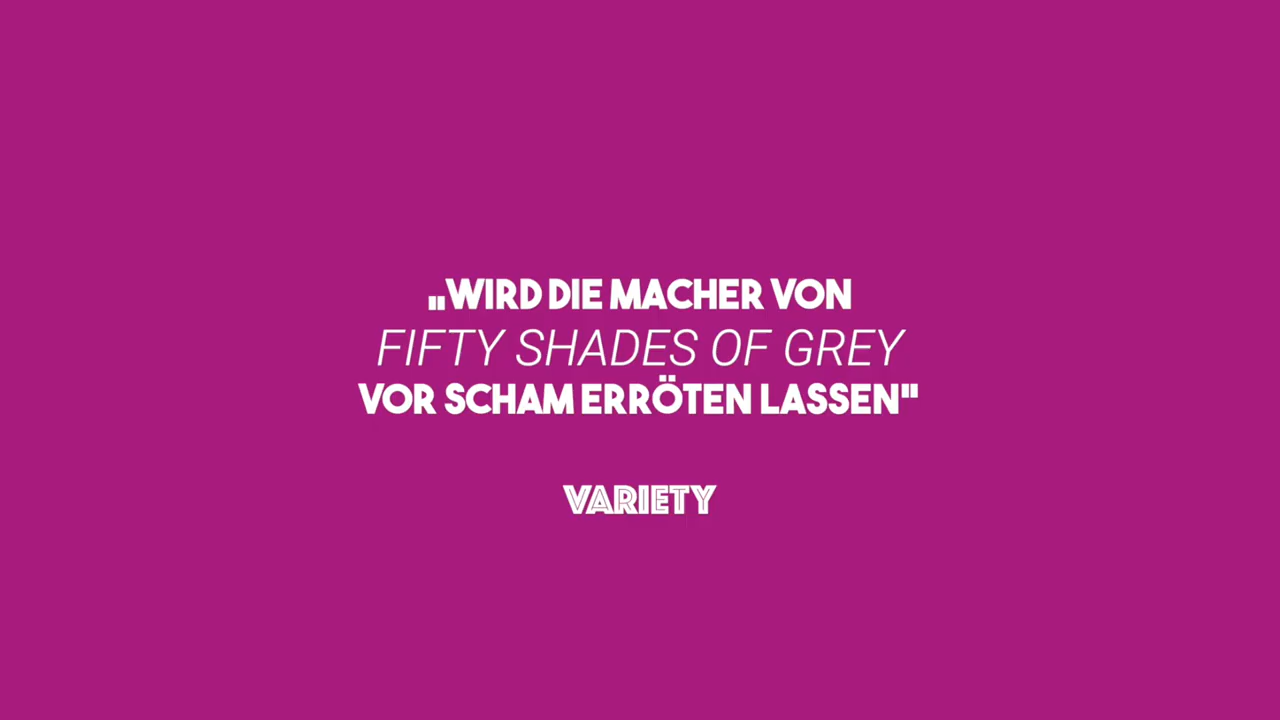 „WIRD DIE MACHER VON
FIFTY SHADES OF GREY
VOR SCHAM ERRÖTEN LASSEN"
VARIETY